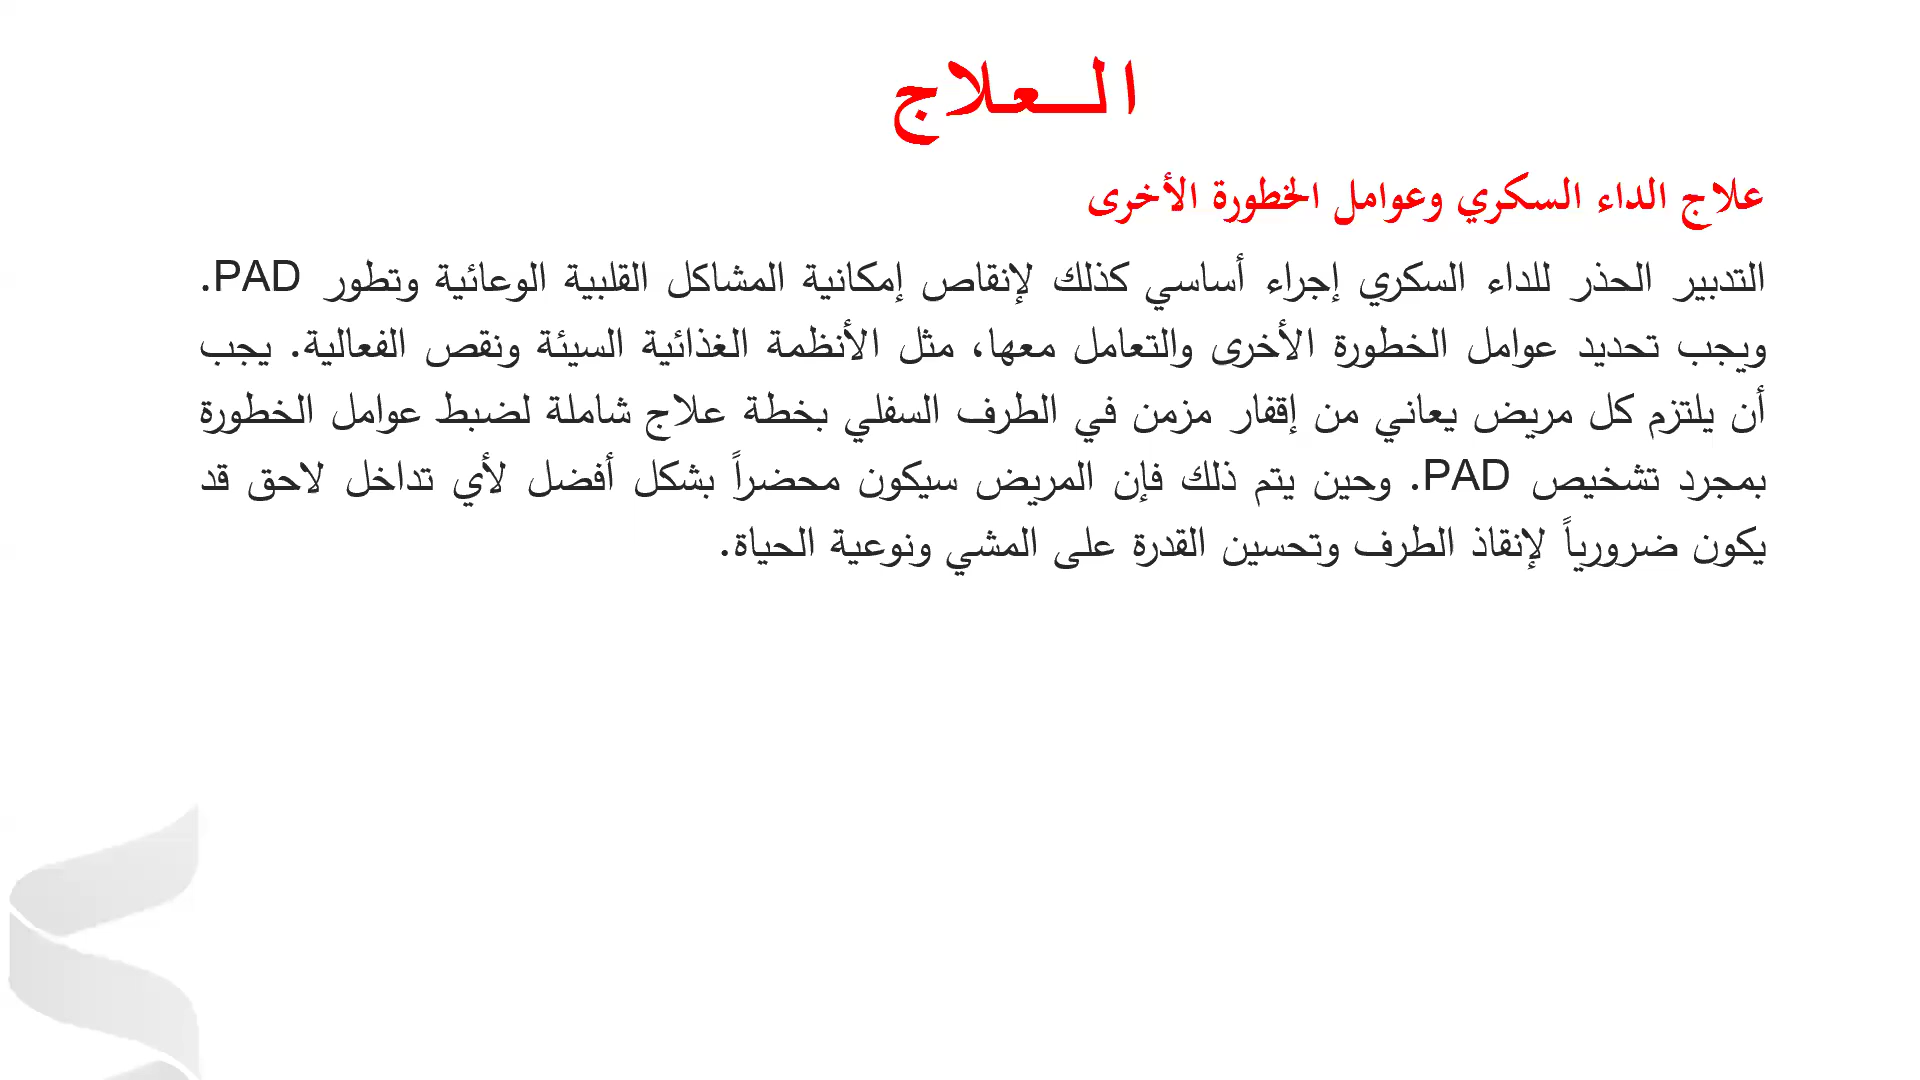 الـعلاج
علاج الداء السكري وعوامل الخطورة الأخرى
التدبير الحذر للداء السكري إجراء أساسي كذلك لإنقاص إمكانية المشاكل القلبية الوعائية وتطور PAD.
ويجب تحديد عوامل الخطورة الأخرى والتعامل معها، مثل الأنظمة الغذائية السيئة ونقص الفعالية. يجب
أن يلتزم كل مريض يعاني من إقفار مزمن في الطرف السفلي بخطة علاج شاملة لضبط عوامل الخطورة
بمجرد تشخيص PAD. وحين يتم ذلك فإن المريض سيكون محضراً بشكل أفضل لأي تداخل لاحق قد
يكون ضرورياً لإنقاذ الطرف وتحسين القدرة على المشي ونوعية الحياة.